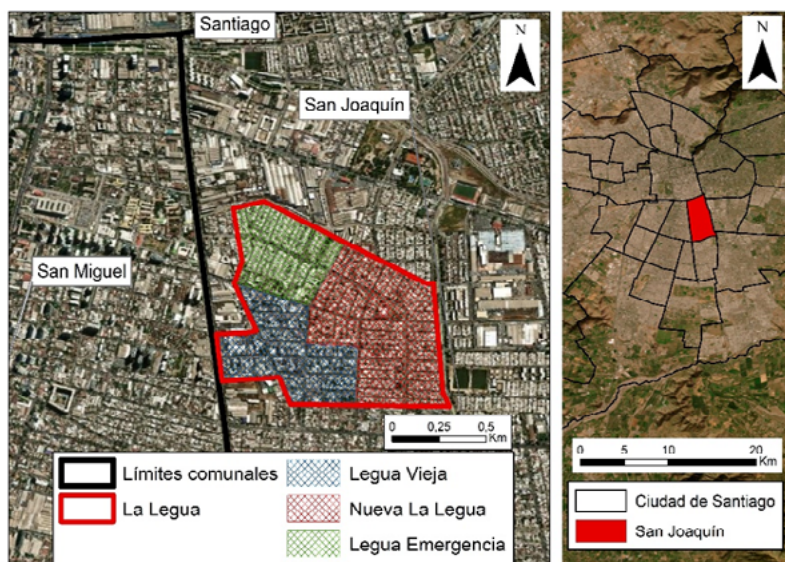 Santiago
N
San Joaquín
San Miguel
0 0,25 0,5
Km
Límites comunales
La Legua
Legua Vieja
Nueva La Legua
Legua Emergencia
N
0 5 10 20
Km
Ciudad de Santiago
San Joaquín